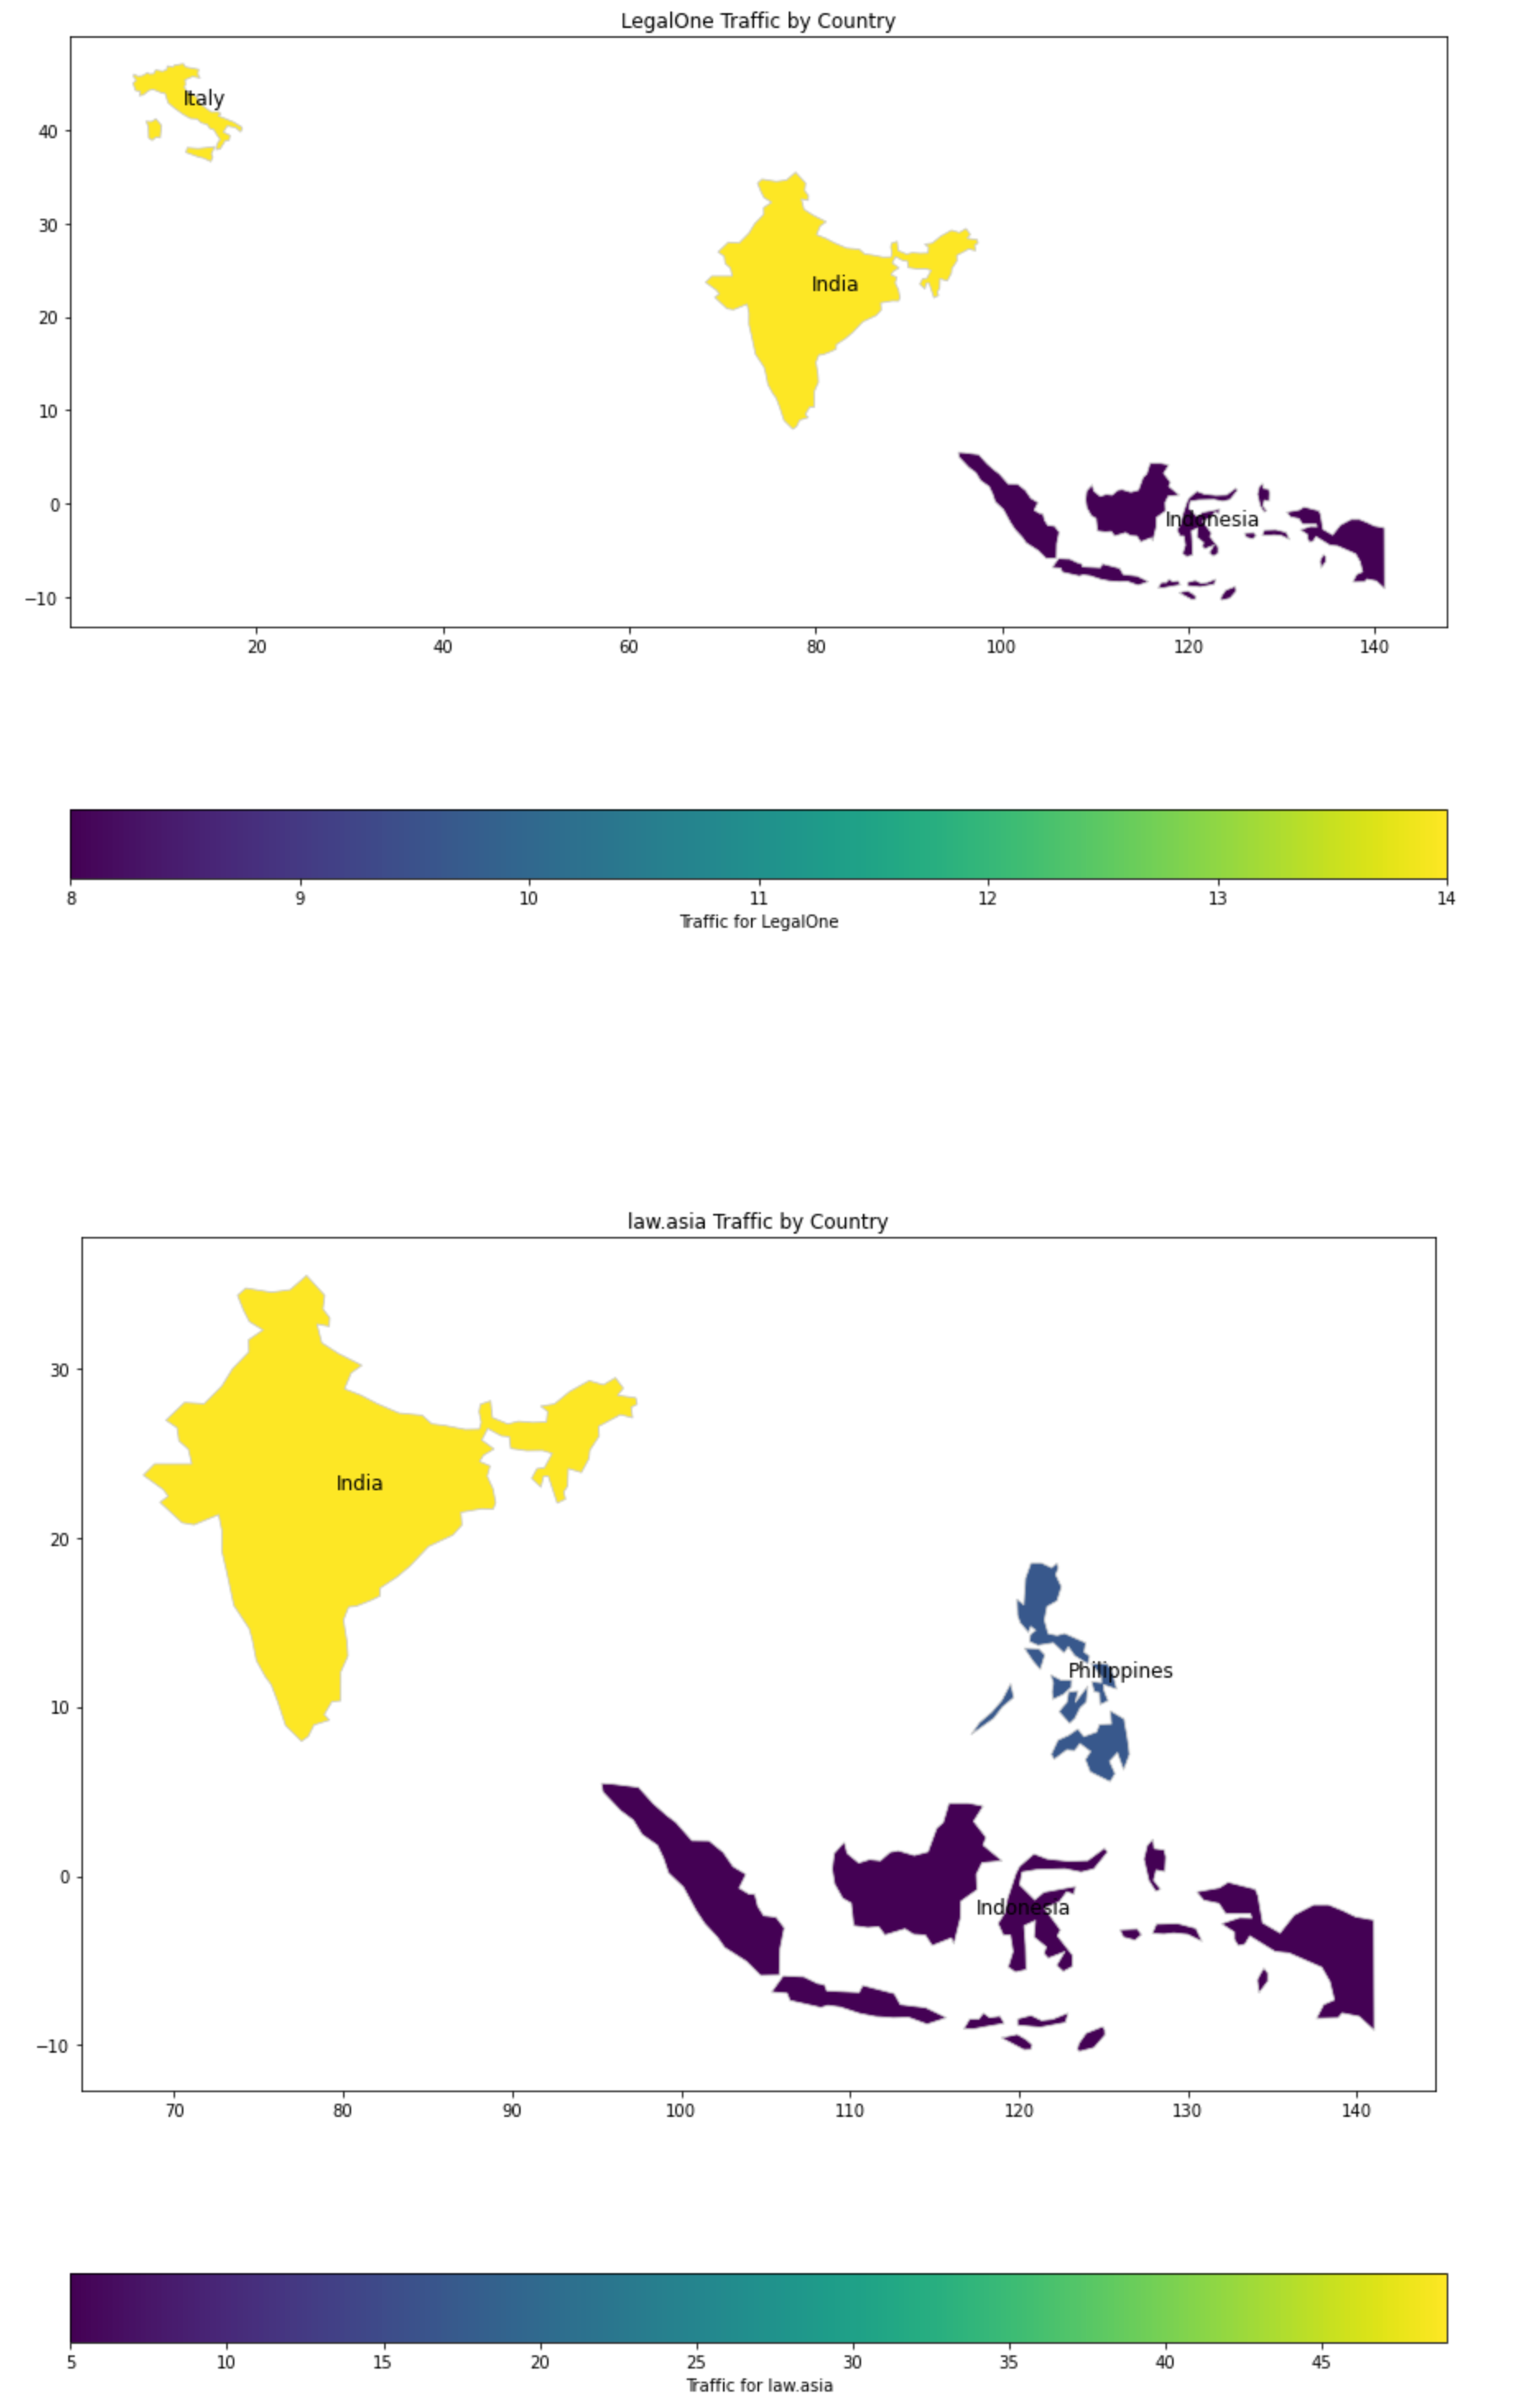 LegalOne Traffic by Country
Italy
40
30
India
20
10
0
Indonesia
−10
20 40 60 80 100 120 140
8 9 10 11 12 13 14
Traffic for LegalOne
law.asia Traffic by Country
30
India
20
Philippines
10
0
Indonesia
−10
70 80 90 100 110 120 130 140
5 10 15 20 25 30 35 40 45
Traffic for law.asia